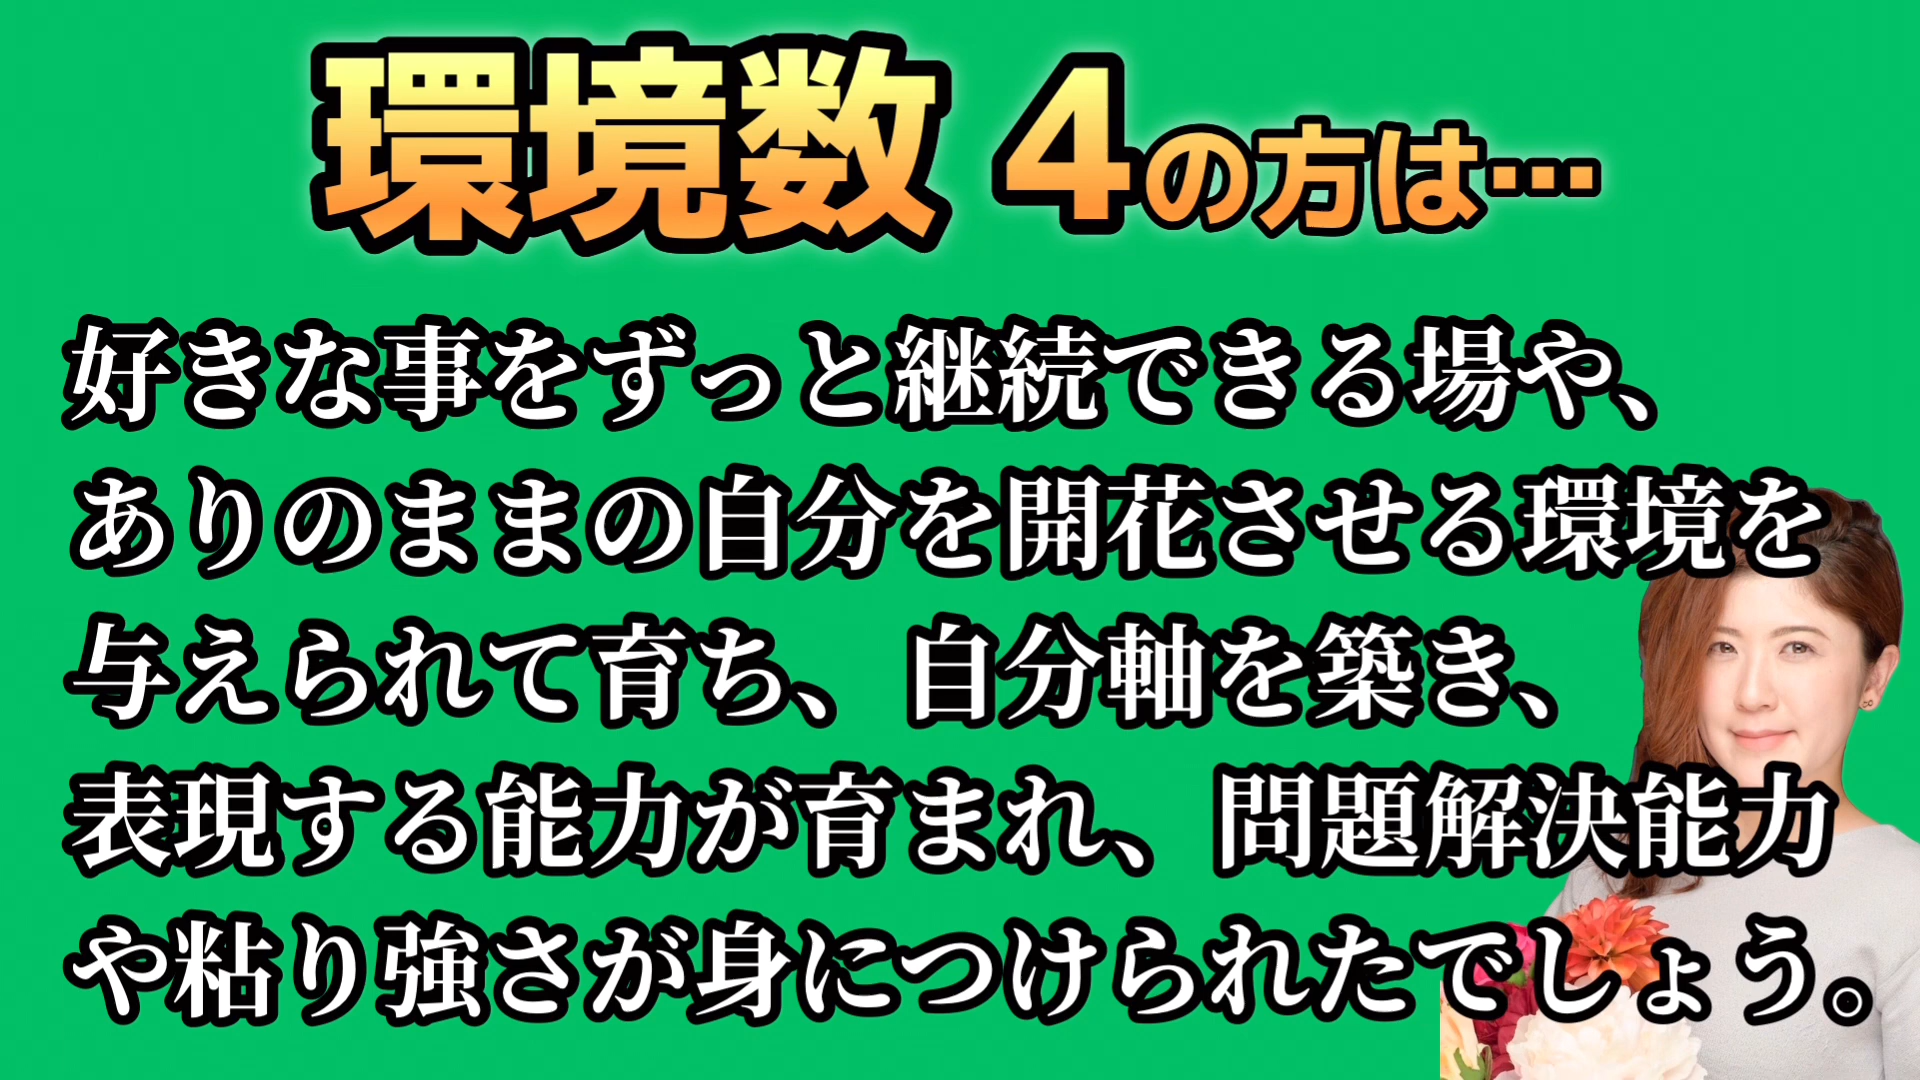 環境数 4の方は…
好きな事をずっと継続できる場や、
ありのままの自分を開花させる環境を
与えられて育ち、自分軸を築き、
表現する能力が育まれ、問題解決能力
や粘り強さが身につけられたでしょう。